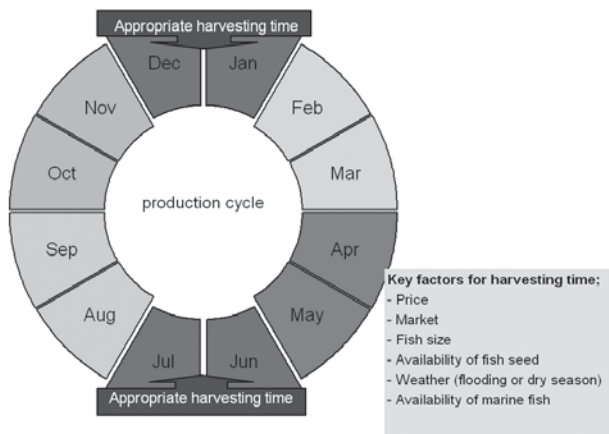 Appropriate harvesting time
Dec
Jan
Nov
Feb
Oct
Mar
production cycle
Sep
Apr
Aug
May
Jul
Jun
Appropriate harvesting time
Key factors for harvesting time;
- Price
- Market
- Fish size
- Availability of fish seed
- Weather (flooding or dry season)
- Availability of marine fish